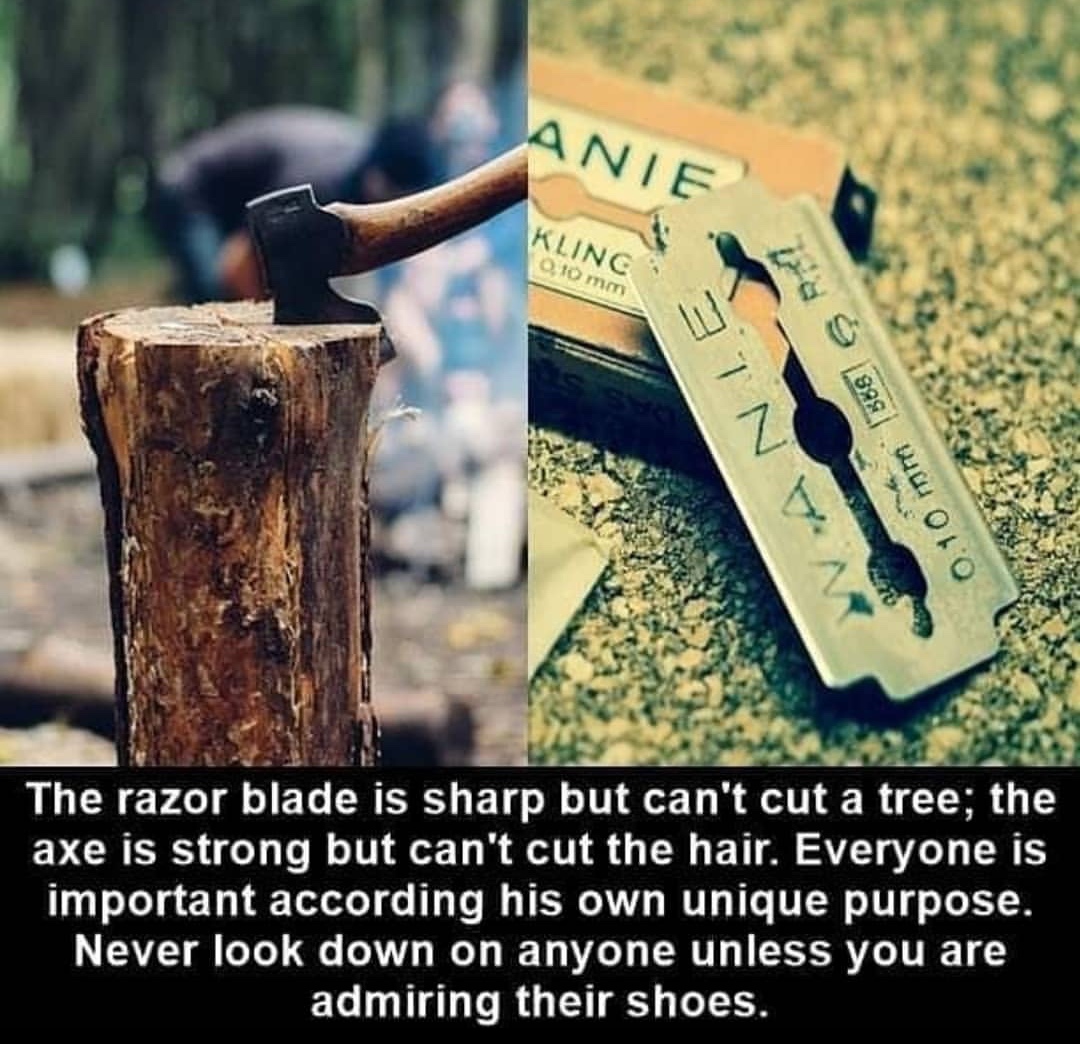 ANIE
KLING
0,10 mm
ANIE
0.10 mm
The razor blade is sharp but can't cut a tree; the
axe is strong but can't cut the hair. Everyone is
important according his own unique purpose.
Never look down on anyone unless you are
admiring their shoes.